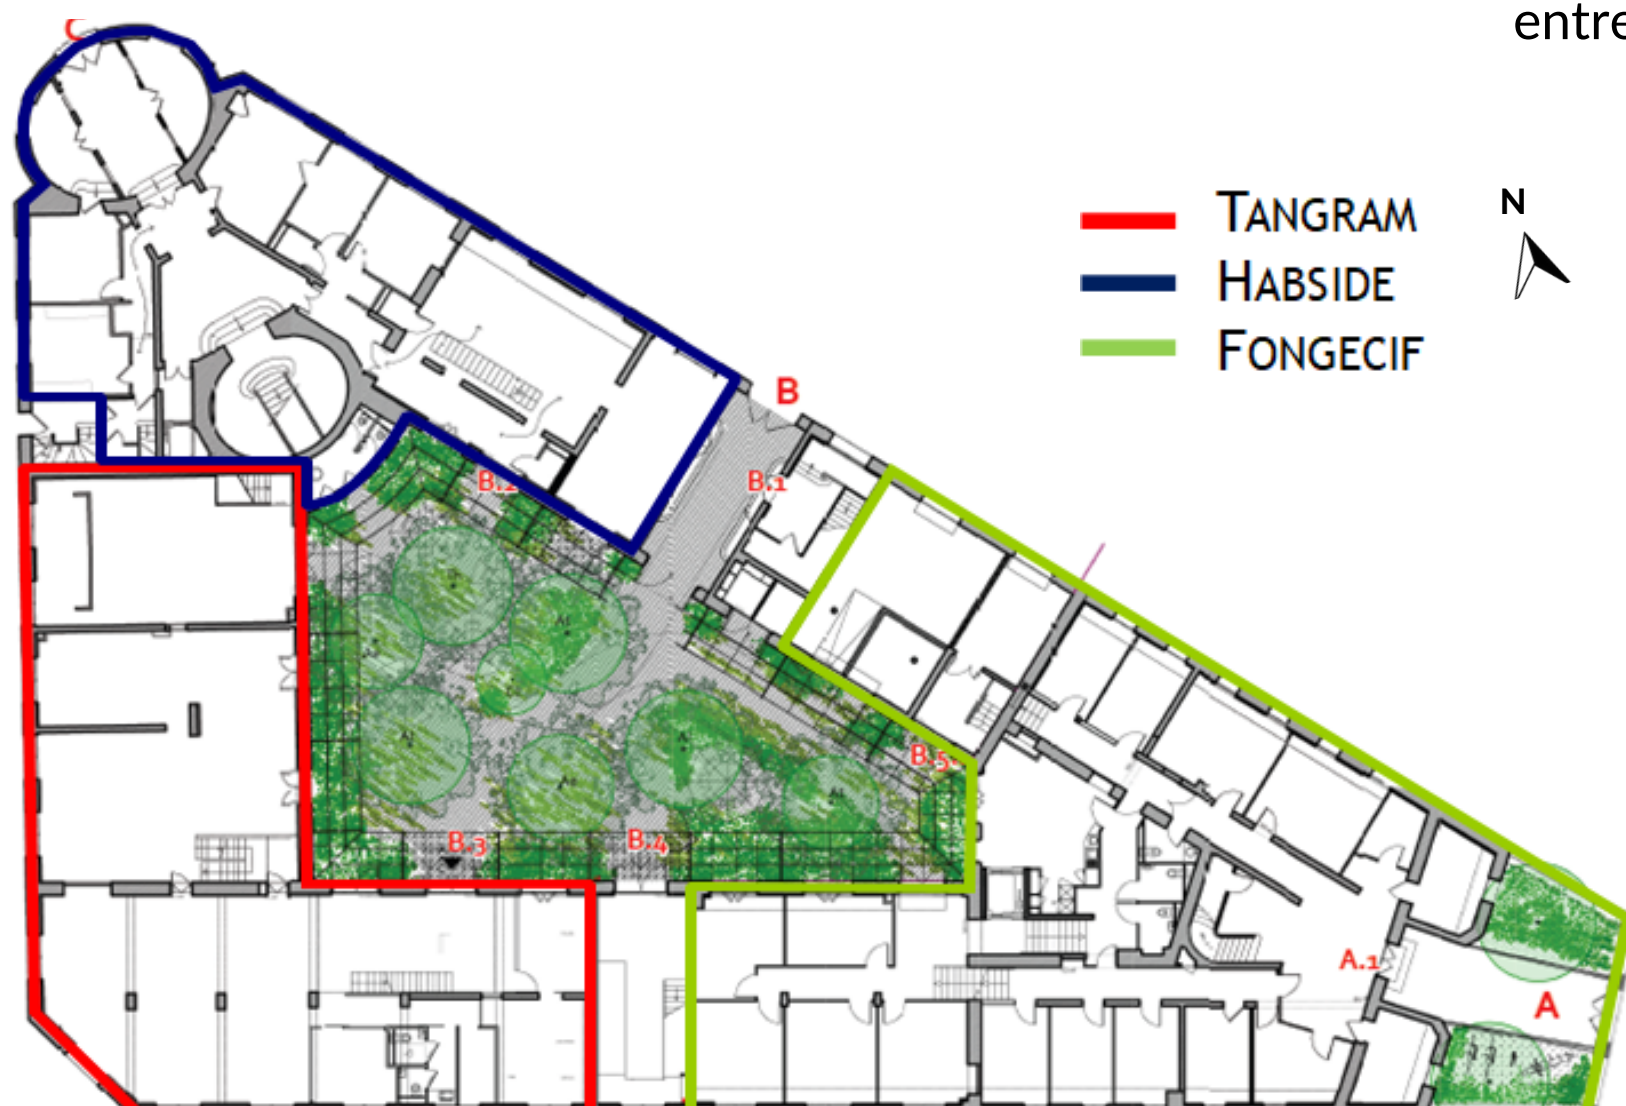 entre
C
N
TANGRAM
HABSIDE
FONGECIF
B
B.2
B.1
B.5
B.3
B.4
A.1
A